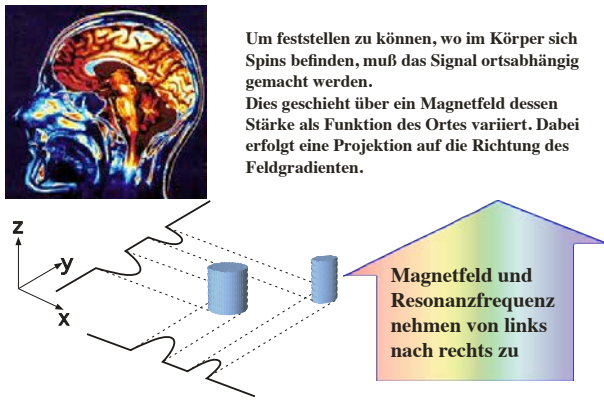 Um feststellen zu können, wo im Körper sich
Spins befinden, muß das Signal ortsabhängig
gemacht werden.
Dies geschieht über ein Magnetfeld dessen
Stärke als Funktion des Ortes variiert. Dabei
erfolgt eine Projektion auf die Richtung des
Feldgradienten.
z
y
x
Magnetfeld und
Resonanzfrequenz
nehmen von links
nach rechts zu